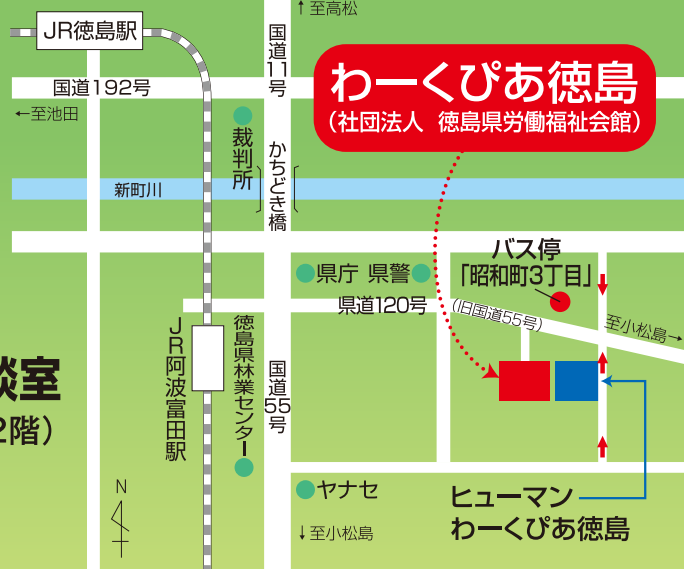 ↑至高松
JR徳島駅
国道11号
わーくぴあ徳島
（社団法人 徳島県労働福祉会館）
国道192号
←至池田
裁判所
かちどき橋
新町川
バス停
「昭和町3丁目」
県庁 県警
県道120号
（旧国道55号）
至小松島→
JR阿波富田駅
徳島県林業センター
国道55号
談室
2階）
N
ヤナセ
ヒューマン
わーくぴあ徳島
↓至小松島